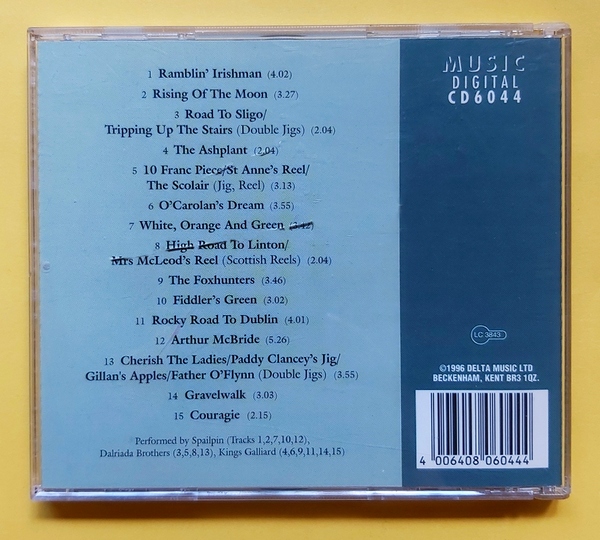 1 Ramblin' Irishman (4.02)
2 Rising Of The Moon (3.27)
3 Road To Sligo/
Tripping Up The Stairs (Double Jigs) (2.04)
4 The Ashplant (2.04)
5 10 Franc Piece/St Anne's Reel/
The Scolair (Jig, Reel) (3.13)
6 O'Carolan's Dream (3.55)
7 White, Orange And Green (3.42)
8 High Road To Linton/
Mrs McLeod's Reel (Scottish Reels) (2.04)
9 The Foxhunters (3.46)
10 Fiddler's Green (3.02)
11 Rocky Road To Dublin (4.01)
12 Arthur McBride (5.26)
13 Cherish The Ladies/Paddy Clancey's Jig/
Gillan's Apples/Father O'Flynn (Double Jigs) (3.55)
14 Gravelwalk (3.03)
15 Couragie (2.15)
Performed by Spailpin (Tracks 1,2,7,10,12),
Dalriada Brothers (3,5,8,13), Kings Galliard (4,6,9,11,14,15)
MUSIC
DIGITAL
CD6044
LC 3843
©1996 DELTA MUSIC LTD
BECKENHAM, KENT BR3 1QZ.
4 006408 060444